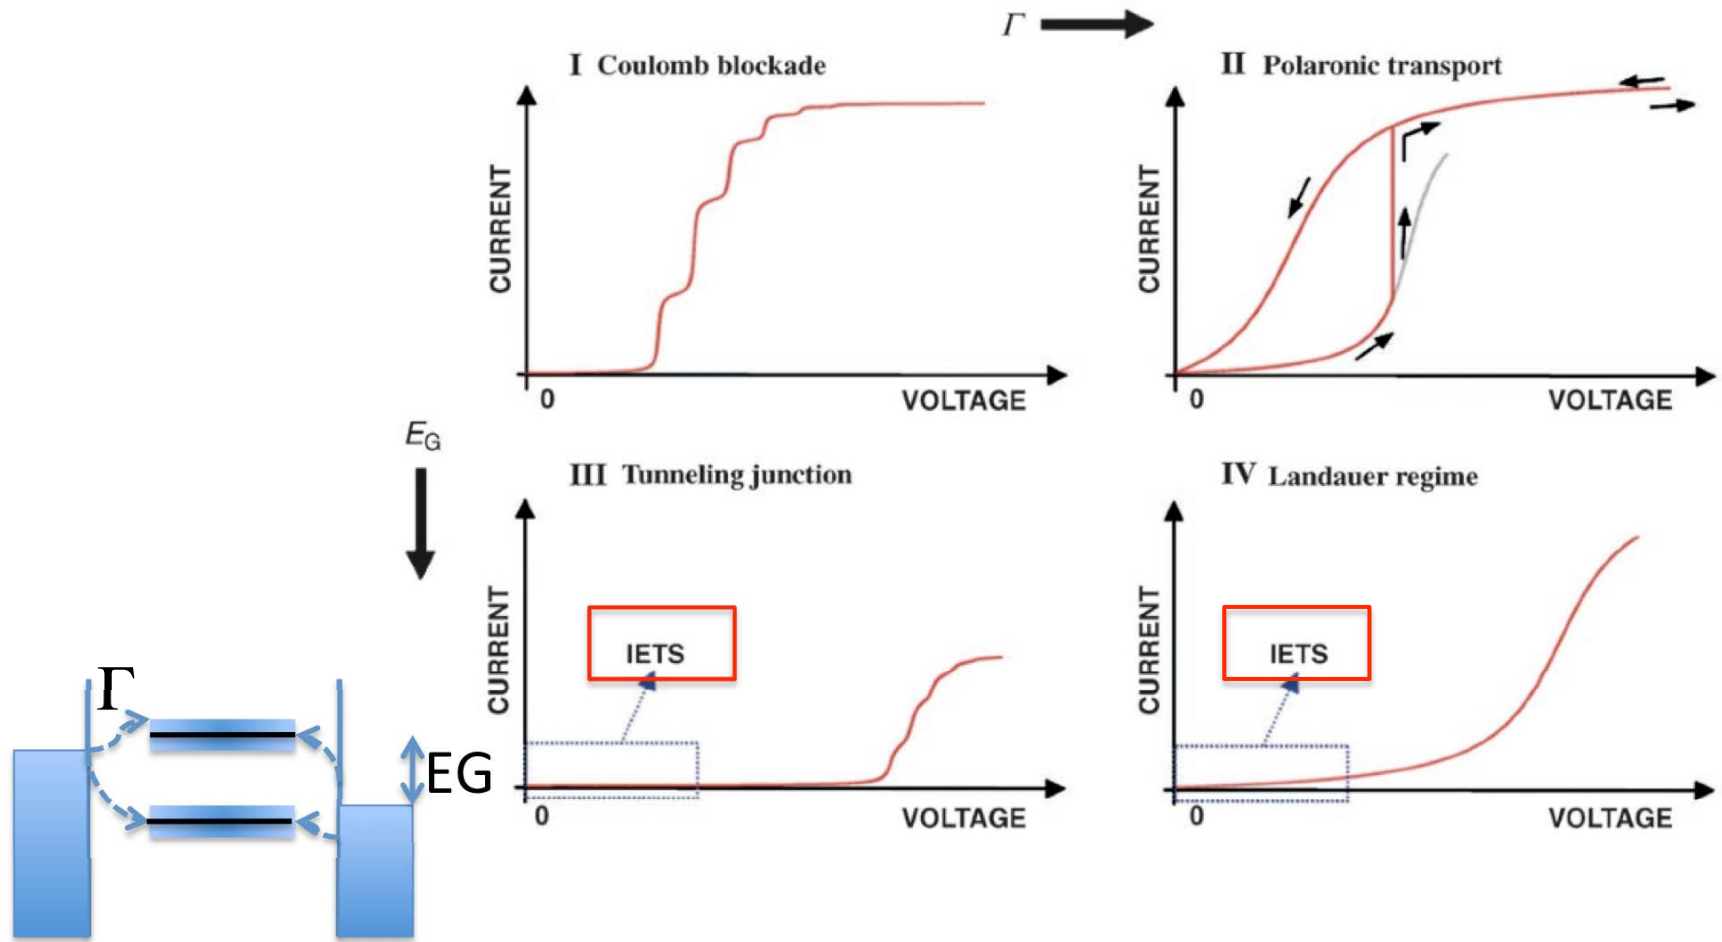 Γ
I Coulomb blockade
II Polaronic transport
CURRENT
CURRENT
0
VOLTAGE
0
VOLTAGE
EG
III Tunneling junction
IV Landauer regime
CURRENT
IETS
CURRENT
IETS
Γ
EG
0
VOLTAGE
0
VOLTAGE